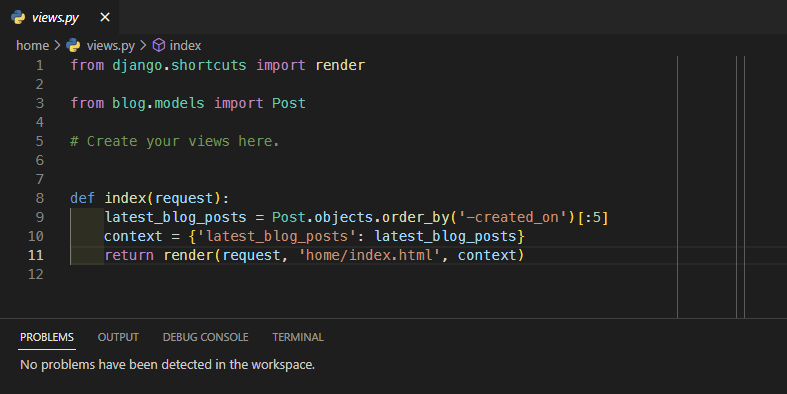 views.py ×
home > views.py > index
1 from django.shortcuts import render
2
3 from blog.models import Post
4
5 # Create your views here.
6
7
8 def index(request):
9     latest_blog_posts = Post.objects.order_by('-created_on')[:5]
10     context = {'latest_blog_posts': latest_blog_posts}
11     return render(request, 'home/index.html', context)
12
PROBLEMS OUTPUT DEBUG CONSOLE TERMINAL
No problems have been detected in the workspace.